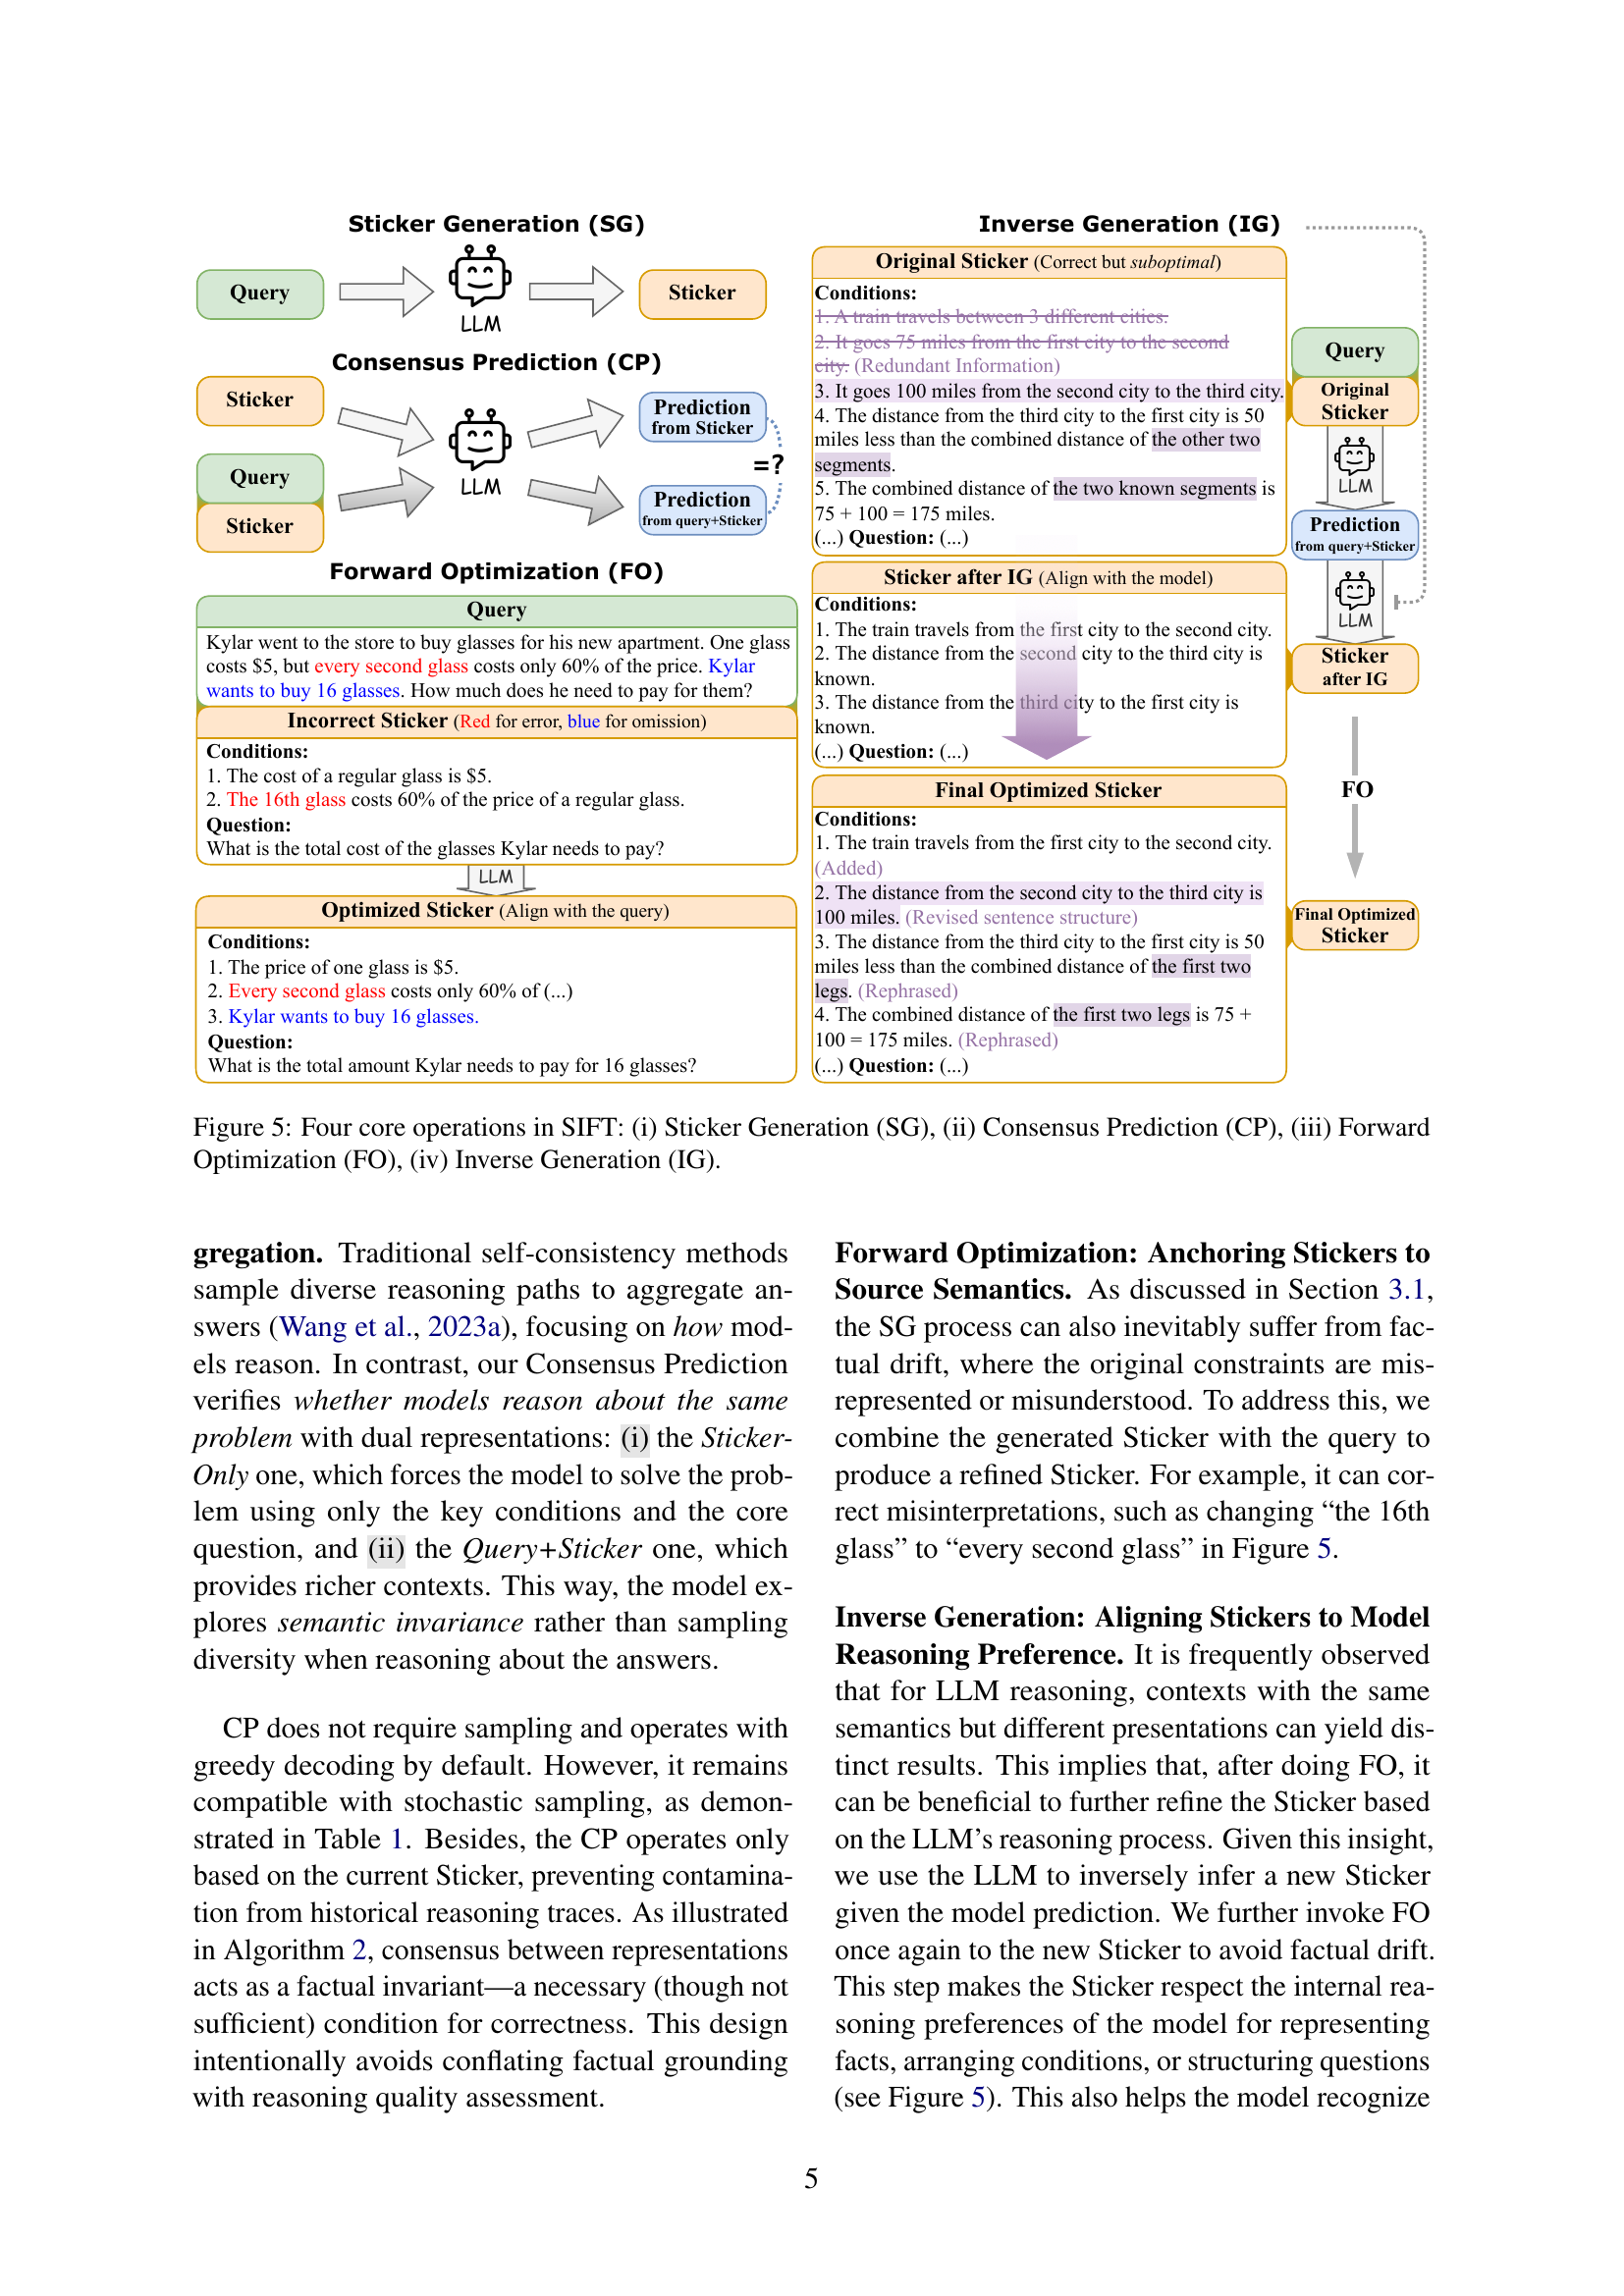 Sticker Generation (SG)
Query
LLM
Sticker
Consensus Prediction (CP)
Sticker
Query
Sticker
LLM
Prediction
from Sticker
=?
Prediction
from query+Sticker
Forward Optimization (FO)
Query
Kylar went to the store to buy glasses for his new apartment. One glass
costs $5, but every second glass costs only 60% of the price. Kylar
wants to buy 16 glasses. How much does he need to pay for them?
Incorrect Sticker (Red for error, blue for omission)
Conditions:
1. The cost of a regular glass is $5.
2. The 16th glass costs 60% of the price of a regular glass.
Question:
What is the total cost of the glasses Kylar needs to pay?
LLM
Optimized Sticker (Align with the query)
Conditions:
1. The price of one glass is $5.
2. Every second glass costs only 60% of (...)
3. Kylar wants to buy 16 glasses.
Question:
What is the total amount Kylar needs to pay for 16 glasses?
Inverse Generation (IG)
Original Sticker (Correct but suboptimal)
Conditions:
1. A train travels between 3 different cities.
2. It goes 75 miles from the first city to the second
city. (Redundant Information)
3. It goes 100 miles from the second city to the third city.
4. The distance from the third city to the first city is 50
miles less than the combined distance of the other two
segments.
5. The combined distance of the two known segments is
75 + 100 = 175 miles.
(...) Question: (...)
Sticker after IG (Align with the model)
Conditions:
1. The train travels from the first city to the second city.
2. The distance from the second city to the third city is
known.
3. The distance from the third city to the first city is
known.
(...) Question: (...)
Final Optimized Sticker
Conditions:
1. The train travels from the first city to the second city.
(Added)
2. The distance from the second city to the third city is
100 miles. (Revised sentence structure)
3. The distance from the third city to the first city is 50
miles less than the combined distance of the first two
legs. (Rephrased)
4. The combined distance of the first two legs is 75 +
100 = 175 miles. (Rephrased)
(...) Question: (...)
Query
Original
Sticker
LLM
Prediction
from query+Sticker
LLM
Sticker
after IG
FO
Final Optimized
Sticker
Figure 5: Four core operations in SIFT: (i) Sticker Generation (SG), (ii) Consensus Prediction (CP), (iii) Forward
Optimization (FO), (iv) Inverse Generation (IG).
gregation. Traditional self-consistency methods
sample diverse reasoning paths to aggregate an-
swers (Wang et al., 2023a), focusing on how mod-
els reason. In contrast, our Consensus Prediction
verifies whether models reason about the same
problem with dual representations: (i) the Sticker-
Only one, which forces the model to solve the prob-
lem using only the key conditions and the core
question, and (ii) the Query+Sticker one, which
provides richer contexts. This way, the model ex-
plores semantic invariance rather than sampling
diversity when reasoning about the answers.
CP does not require sampling and operates with
greedy decoding by default. However, it remains
compatible with stochastic sampling, as demon-
strated in Table 1. Besides, the CP operates only
based on the current Sticker, preventing contamina-
tion from historical reasoning traces. As illustrated
in Algorithm 2, consensus between representations
acts as a factual invariant—a necessary (though not
sufficient) condition for correctness. This design
intentionally avoids conflating factual grounding
with reasoning quality assessment.
Forward Optimization: Anchoring Stickers to
Source Semantics. As discussed in Section 3.1,
the SG process can also inevitably suffer from fac-
tual drift, where the original constraints are mis-
represented or misunderstood. To address this, we
combine the generated Sticker with the query to
produce a refined Sticker. For example, it can cor-
rect misinterpretations, such as changing “the 16th
glass” to “every second glass” in Figure 5.
Inverse Generation: Aligning Stickers to Model
Reasoning Preference. It is frequently observed
that for LLM reasoning, contexts with the same
semantics but different presentations can yield dis-
tinct results. This implies that, after doing FO, it
can be beneficial to further refine the Sticker based
on the LLM’s reasoning process. Given this insight,
we use the LLM to inversely infer a new Sticker
given the model prediction. We further invoke FO
once again to the new Sticker to avoid factual drift.
This step makes the Sticker respect the internal rea-
soning preferences of the model for representing
facts, arranging conditions, or structuring questions
(see Figure 5). This also helps the model recognize
5